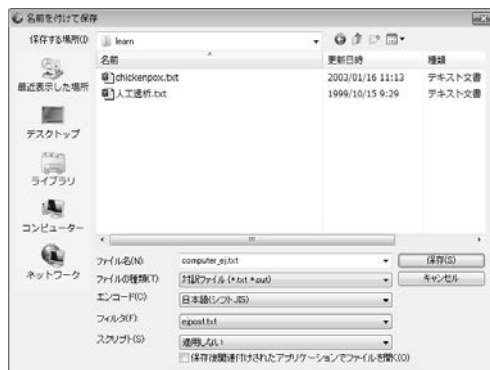 名前を付けて保存
保存する場所(I) learn
最近表示した場所
デスクトップ
ライブラリ
コンピューター
ネットワーク
名前 更新日時 種類
chickenpox.txt 2003/01/16 11:13 テキスト文書
人工透析.txt 1999/10/15 9:29 テキスト文書
ファイル名(N): computer_ej.txt 保存(S)
ファイルの種類(T): 対訳ファイル (*.txt *.out) キャンセル
エンコード(C) 日本語(シフトJIS)
フィルタ(F): ejpost.txt
スクリプト(S) 適用しない
保存後関連付けされたアプリケーションでファイルを開く(O)